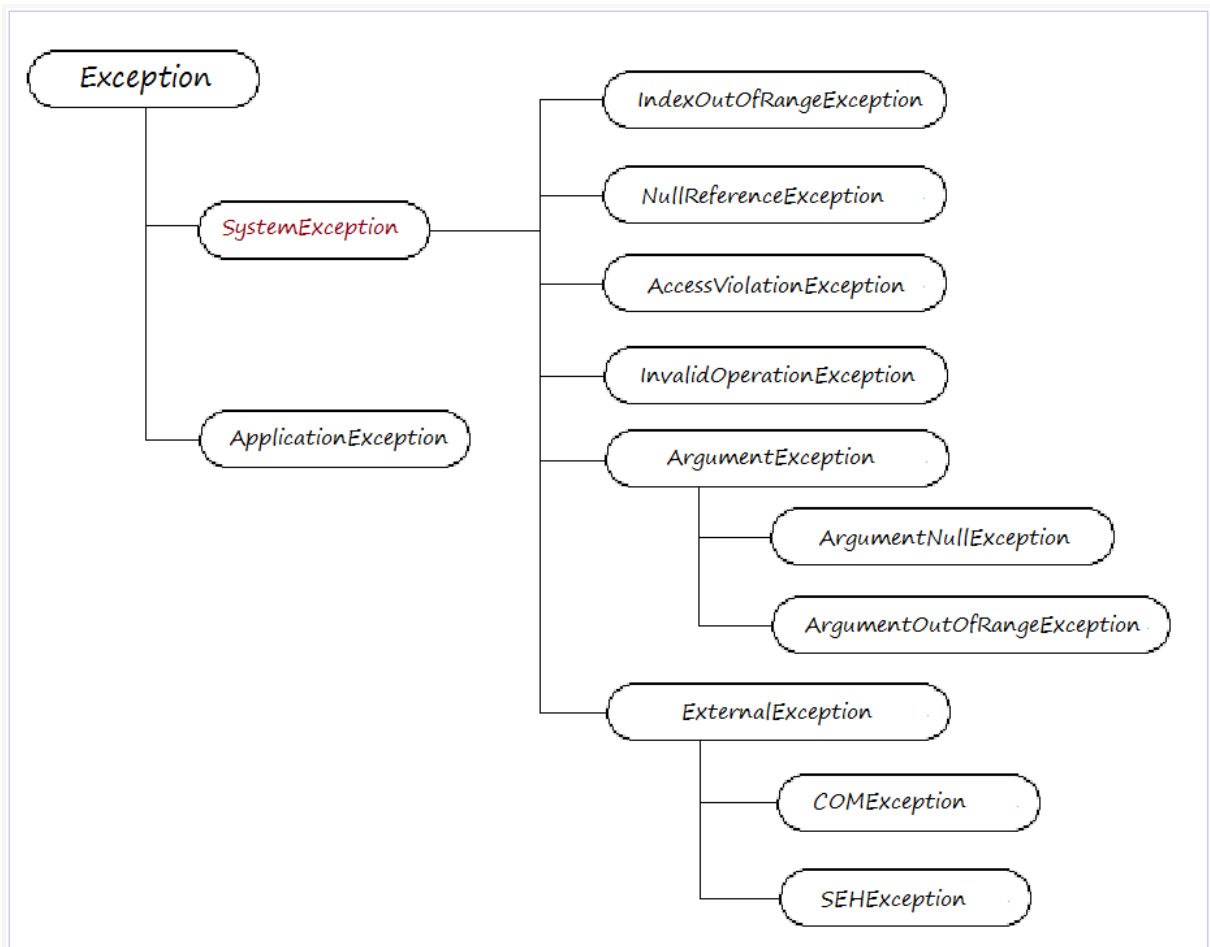 Exception
IndexOutOfRangeException
NullReferenceException
SystemException
AccessViolationException
InvalidOperationException
ApplicationException
ArgumentException
ArgumentNullException
ArgumentOutOfRangeException
ExternalException
COMException
SEHException